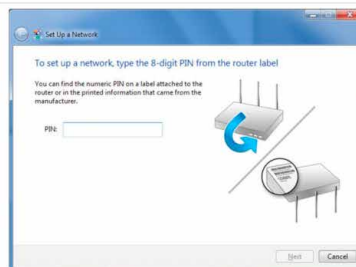 Set Up a Network
To set up a network, type the 8-digit PIN from the router label
You can find the numeric PIN on a label attached to the
router or in the printed information that came from the
manufacturer.
PIN:
Next
Cancel